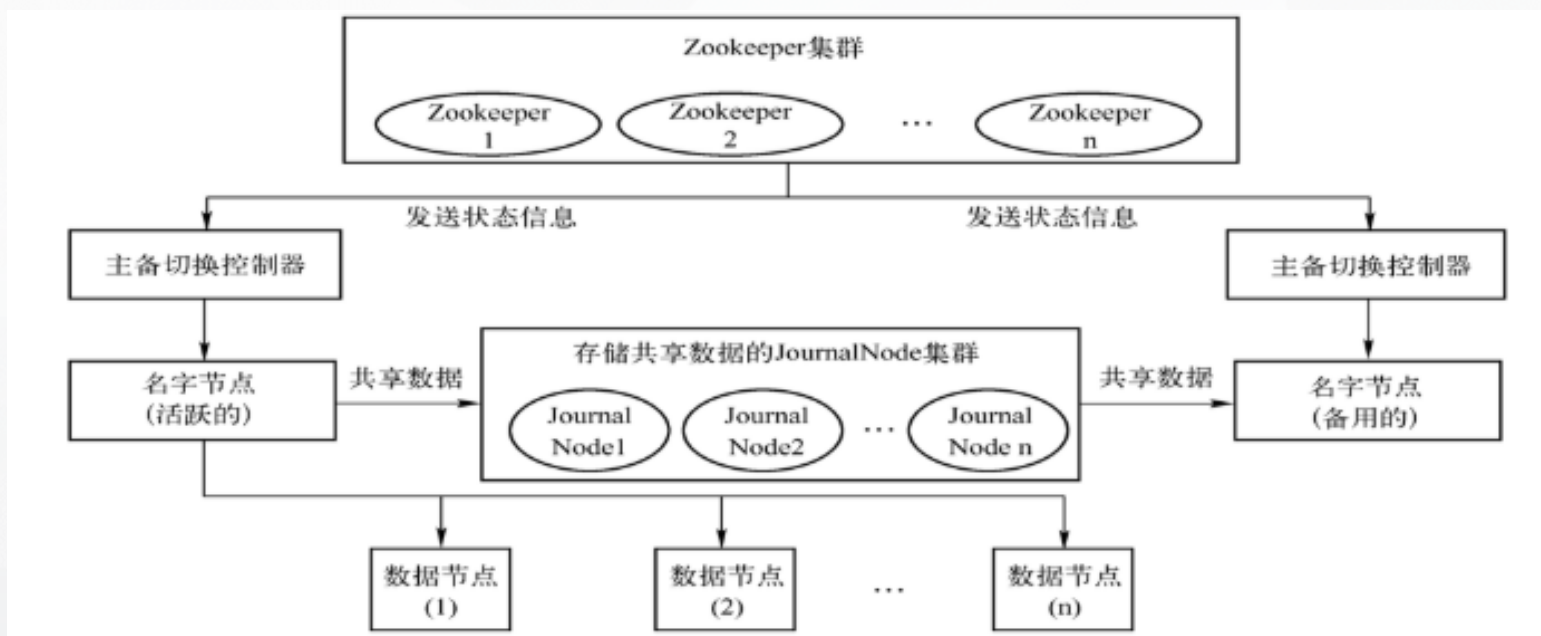 Zookeeper集群
Zookeeper
1
Zookeeper
2
…
Zookeeper
n
发送状态信息
发送状态信息
主备切换控制器
主备切换控制器
存储共享数据的JournalNode集群
名字节点
(活跃的)
共享数据
Journal
Node1
Journal
Node2
…
Journal
Node n
共享数据
名字节点
(备用的)
数据节点
(1)
数据节点
(2)
…
数据节点
(n)